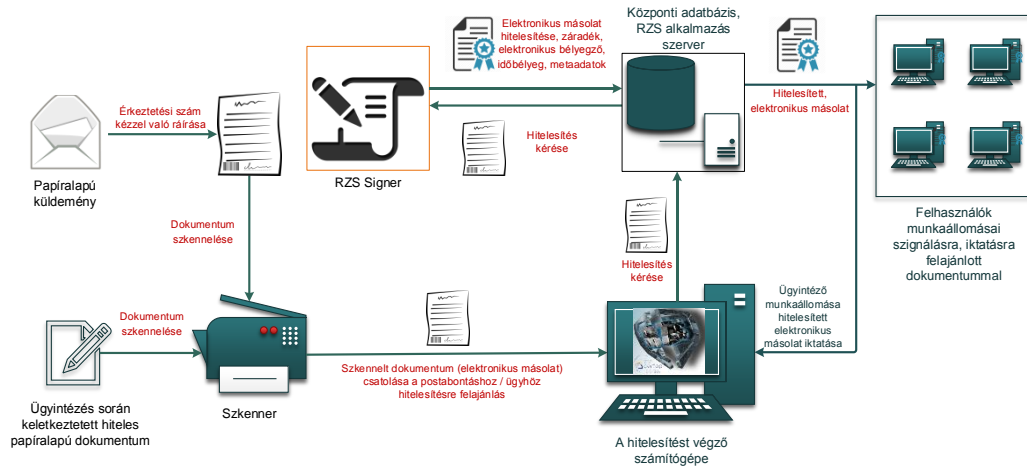 Elektronikus másolat
hitelesítése, záradék,
elektronikus bélyegző,
időbélyeg, metaadatok
Központi adatbázis,
RZS alkalmazás
szerver
Érkeztetési szám
kézzel való ráírása
Hitelesített,
elektronikus másolat
Hitelesítés
kérése
Papíralapú
küldemény
RZS Signer
Felhasználók
munkaállomásai
szignálásra, iktatásra
felajánlott
dokumentummal
Dokumentum
szkennelése
Hitelesítés
kérése
Ügyintéző
munkaállomása
hitelesített
elektronikus
másolat iktatása
Dokumentum
szkennelése
Szkennelt dokumentum (elektronikus másolat)
csatolása a postabontáshoz / ügyhöz
hitelesítésre felajánlás
Ügyintézés során
keletkeztetett hiteles
papíralapú dokumentum
Szkenner
A hitelesítést végző
számítógépe